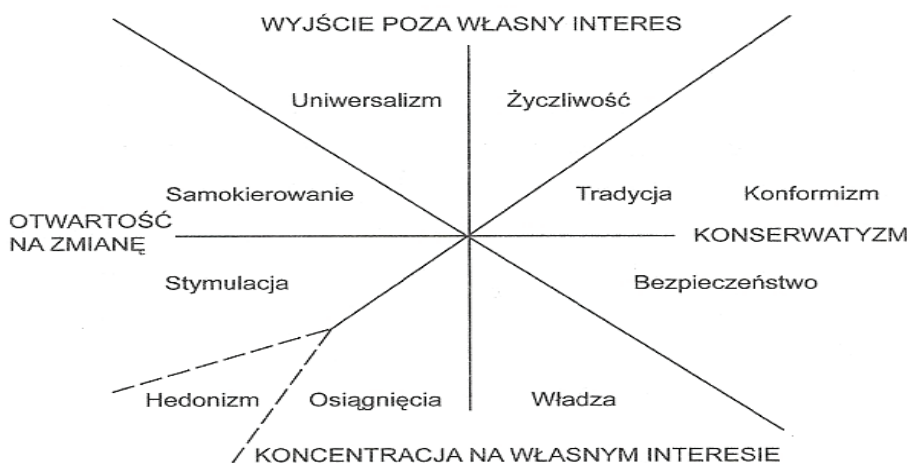 WYJŚCIE POZA WŁASNY INTERES
Uniwersalizm
Życzliwość
Samokierowanie
Tradycja
Konformizm
OTWARTOŚĆ
NA ZMIANĘ
KONSERWATYZM
Stymulacja
Bezpieczeństwo
Hedonizm
Osiągnięcia
Władza
KONCENTRACJA NA WŁASNYM INTERESIE